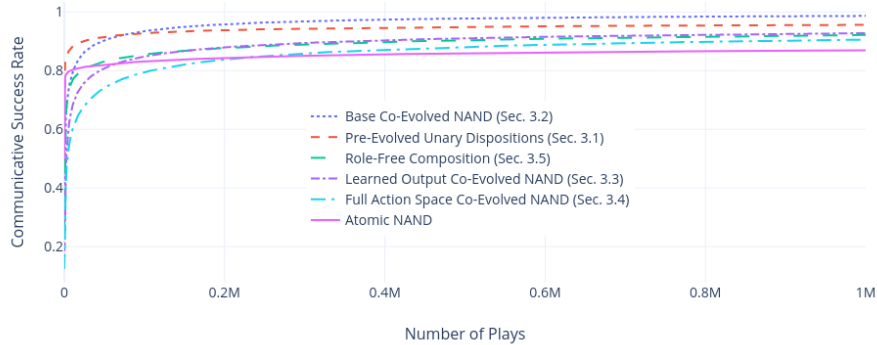 Communicative Success Rate
1
0.8
0.6
0.4
0.2
Base Co-Evolved NAND (Sec. 3.2)
Pre-Evolved Unary Dispositions (Sec. 3.1)
Role-Free Composition (Sec. 3.5)
Learned Output Co-Evolved NAND (Sec. 3.3)
Full Action Space Co-Evolved NAND (Sec. 3.4)
Atomic NAND
0 0.2M 0.4M 0.6M 0.8M 1M
Number of Plays